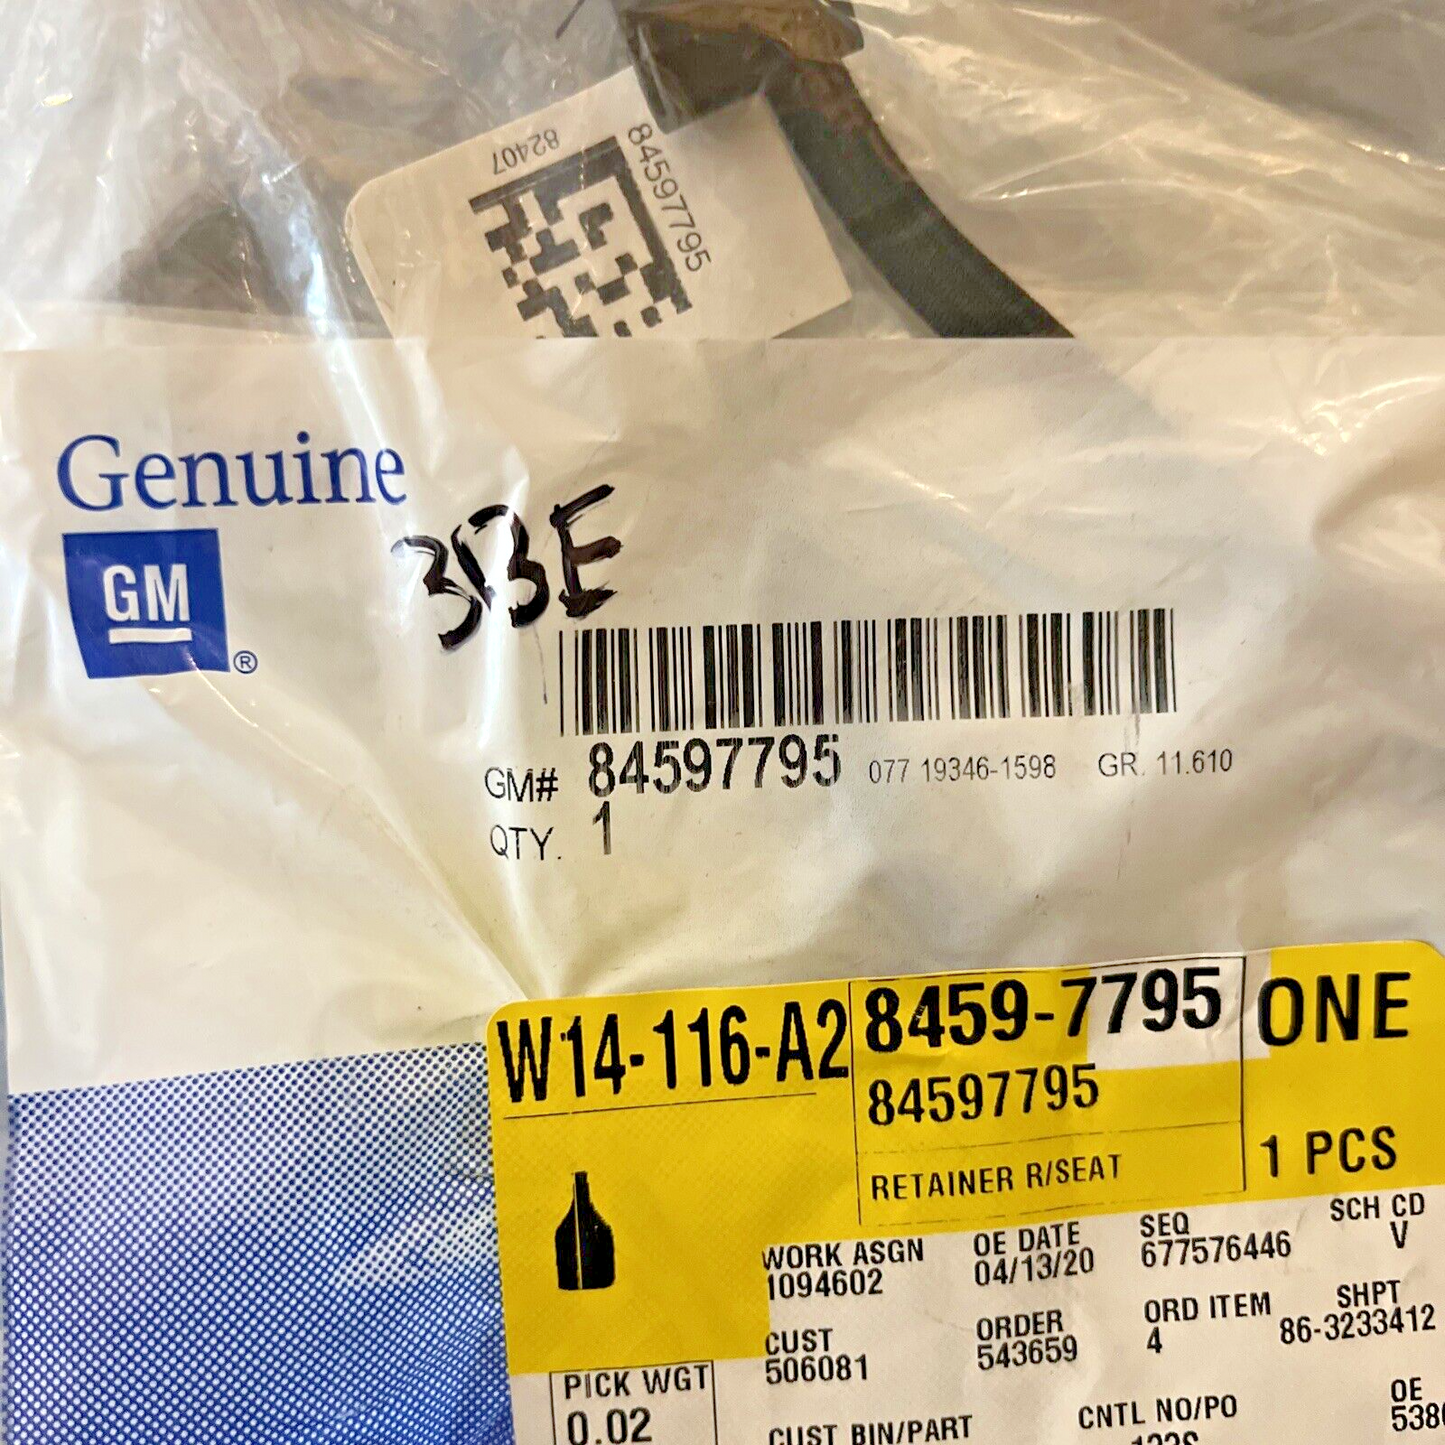 82407
84597795
Genuine
GM
®
3BE
GM# 84597795 077 19346-1598 GR. 11.610
QTY. 1
W14-116-A2 8459-7795 ONE
84597795
RETAINER R/SEAT 1 PCS
WORK ASGN OE DATE SEQ SCH CD
1094602 04/13/20 677576446 V
CUST ORDER ORD ITEM SHPT
506081 543659 4 86-3233412
PICK WGT
0.02
CUST BIN/PART CNTL NO/PO OE